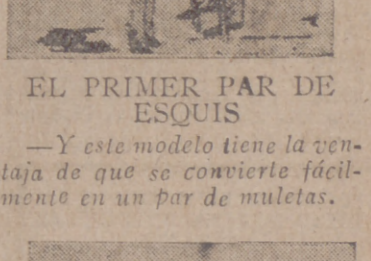 EL PRIMER PAR DE
ESQUIS
—Y este modelo tiene la ven-
taja de que se convierte fácil-
mente en un par de muletas.